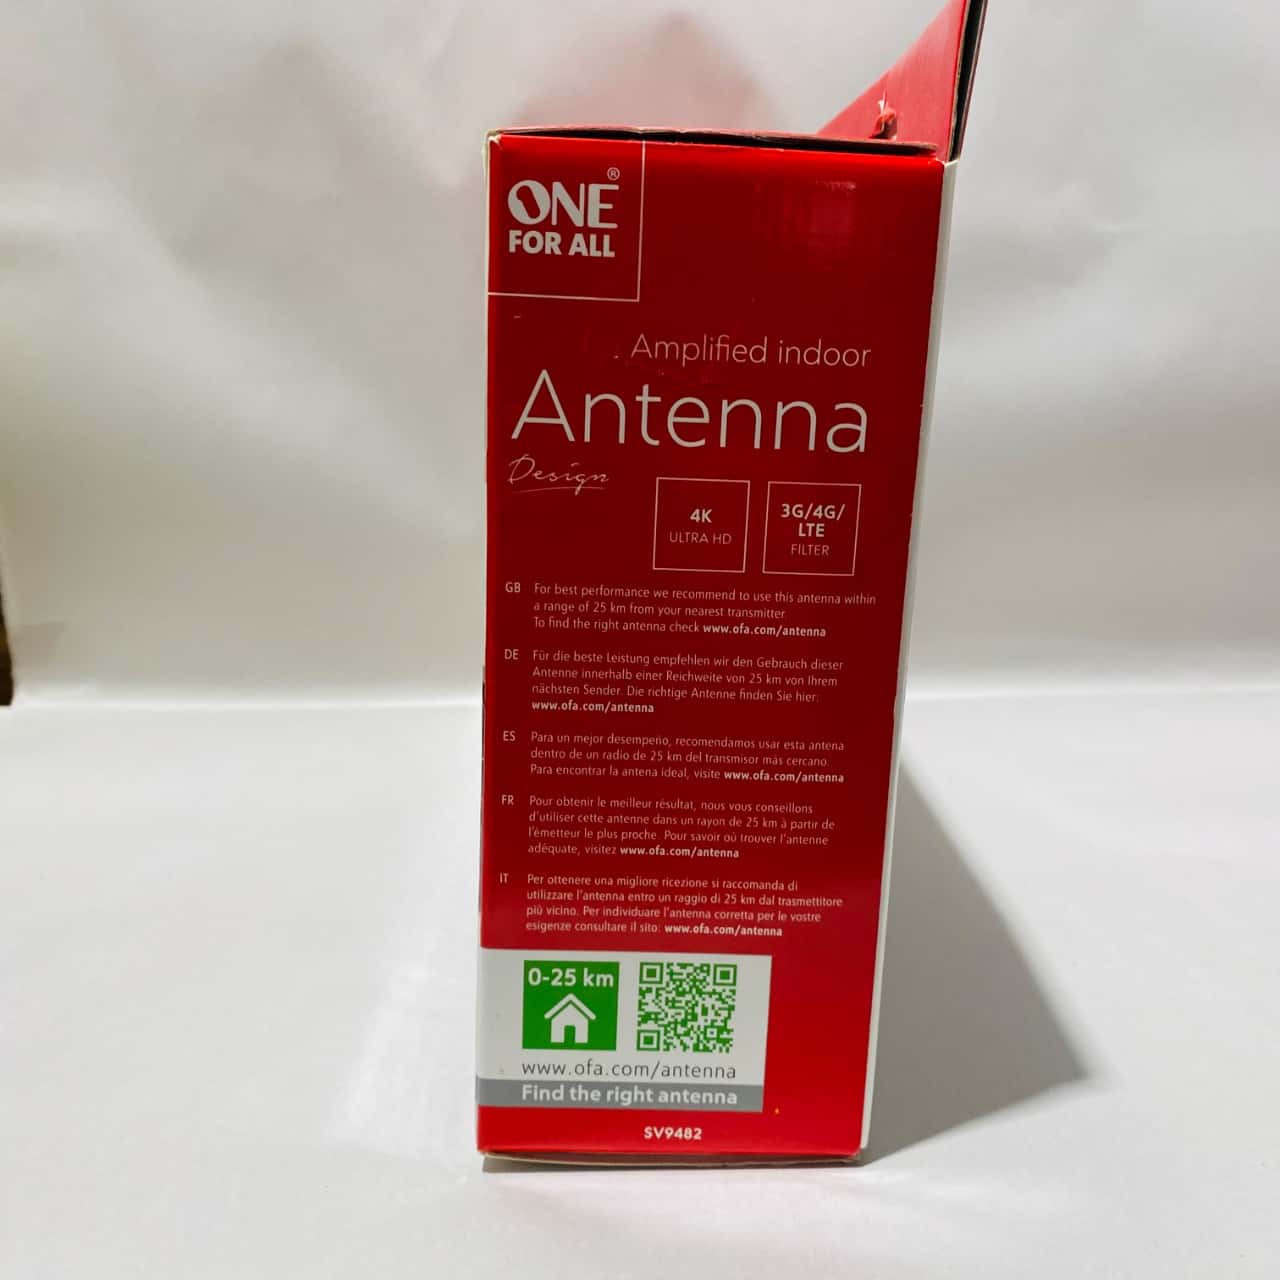 ONE®
FOR ALL
Amplified indoor
Antenna
Design
4K
ULTRA HD
3G/4G/
LTE
FILTER
GB For best performance we recommend to use this antenna within
a range of 25 km from your nearest transmitter.
To find the right antenna check www.ofa.com/antenna
DE Für die beste Leistung empfehlen wir den Gebrauch dieser
Antenne innerhalb einer Reichweite von 25 km von Ihrem
nächsten Sender. Die richtige Antenne finden Sie hier:
www.ofa.com/antenna
ES Para un mejor desempeño, recomendamos usar esta antena
dentro de un radio de 25 km del transmisor más cercano.
Para encontrar la antena ideal, visite www.ofa.com/antenna
FR Pour obtenir le meilleur résultat, nous vous conseillons
d'utiliser cette antenne dans un rayon de 25 km à partir de
l'émetteur le plus proche. Pour savoir où trouver l'antenne
adéquate, visitez www.ofa.com/antenna
IT Per ottenere una migliore ricezione si raccomanda di
utilizzare l'antenna entro un raggio di 25 km dal trasmettitore
più vicino. Per individuare l'antenna corretta per le vostre
esigenze consultare il sito: www.ofa.com/antenna
0-25 km
www.ofa.com/antenna
Find the right antenna
SV9482